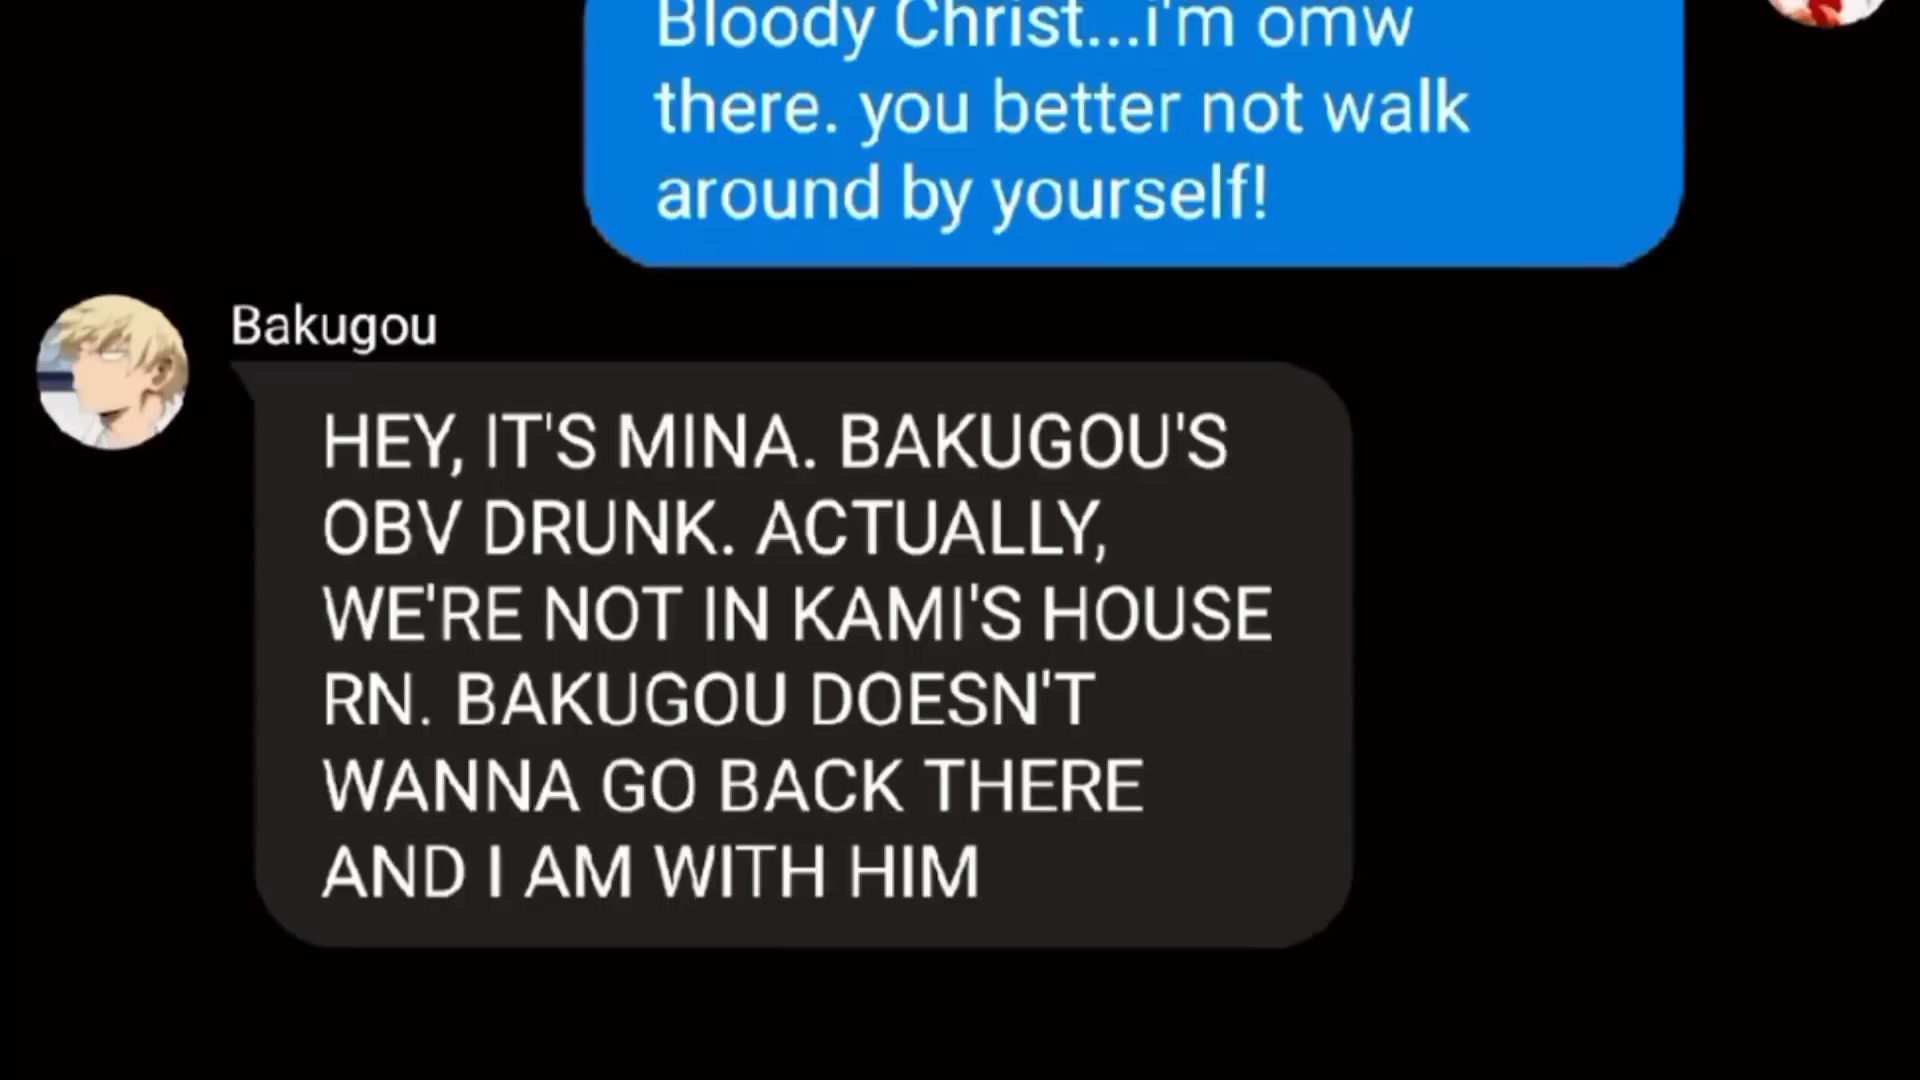 Bloody Christ...i'm omw
there. you better not walk
around by yourself!
Bakugou
HEY, IT'S MINA. BAKUGOU'S
OBV DRUNK. ACTUALLY,
WE'RE NOT IN KAMI'S HOUSE
RN. BAKUGOU DOESN'T
WANNA GO BACK THERE
AND I AM WITH HIM